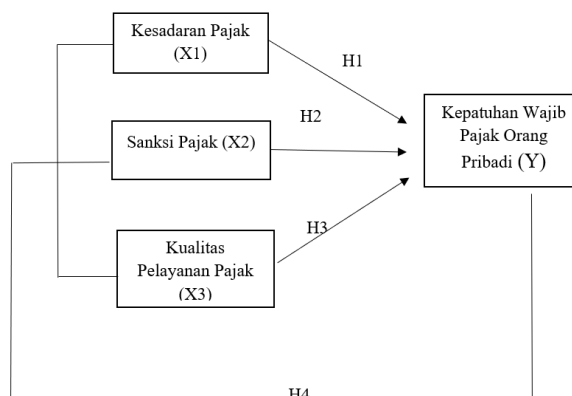 Kesadaran Pajak
(X1)
H1
H2
Kepatuhan Wajib
Pajak Orang
Pribadi (Y)
Sanksi Pajak (X2)
H3
Kualitas
Pelayanan Pajak
(X3)
H4